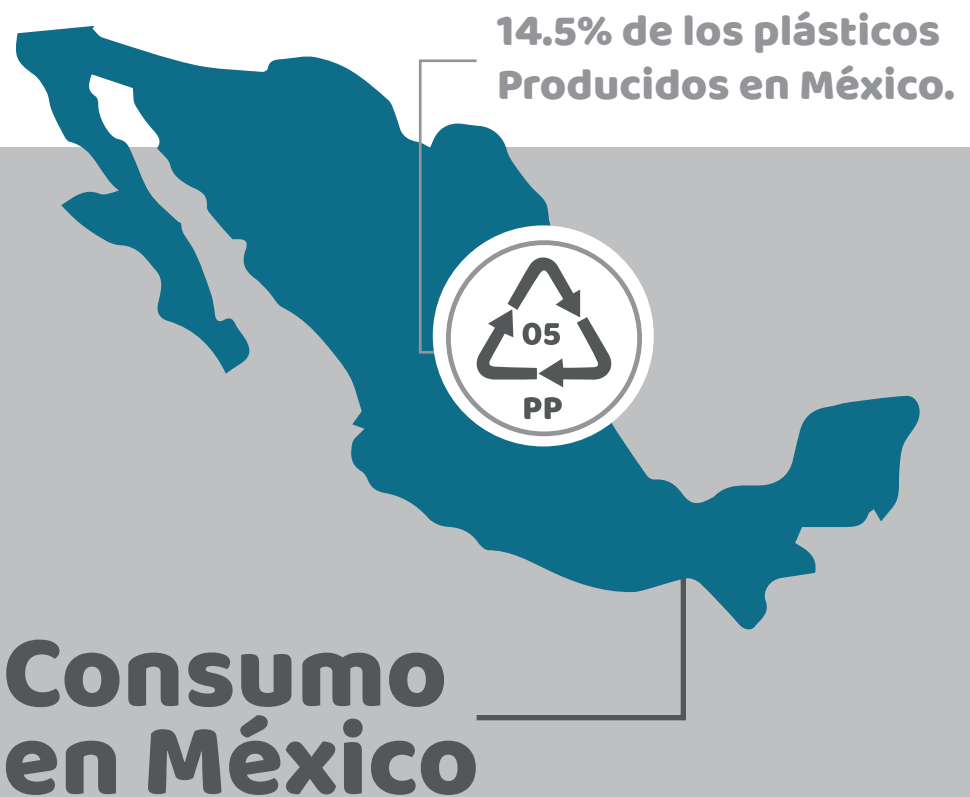 14.5% de los plásticos
Producidos en México.
05
PP
Consumo
en México